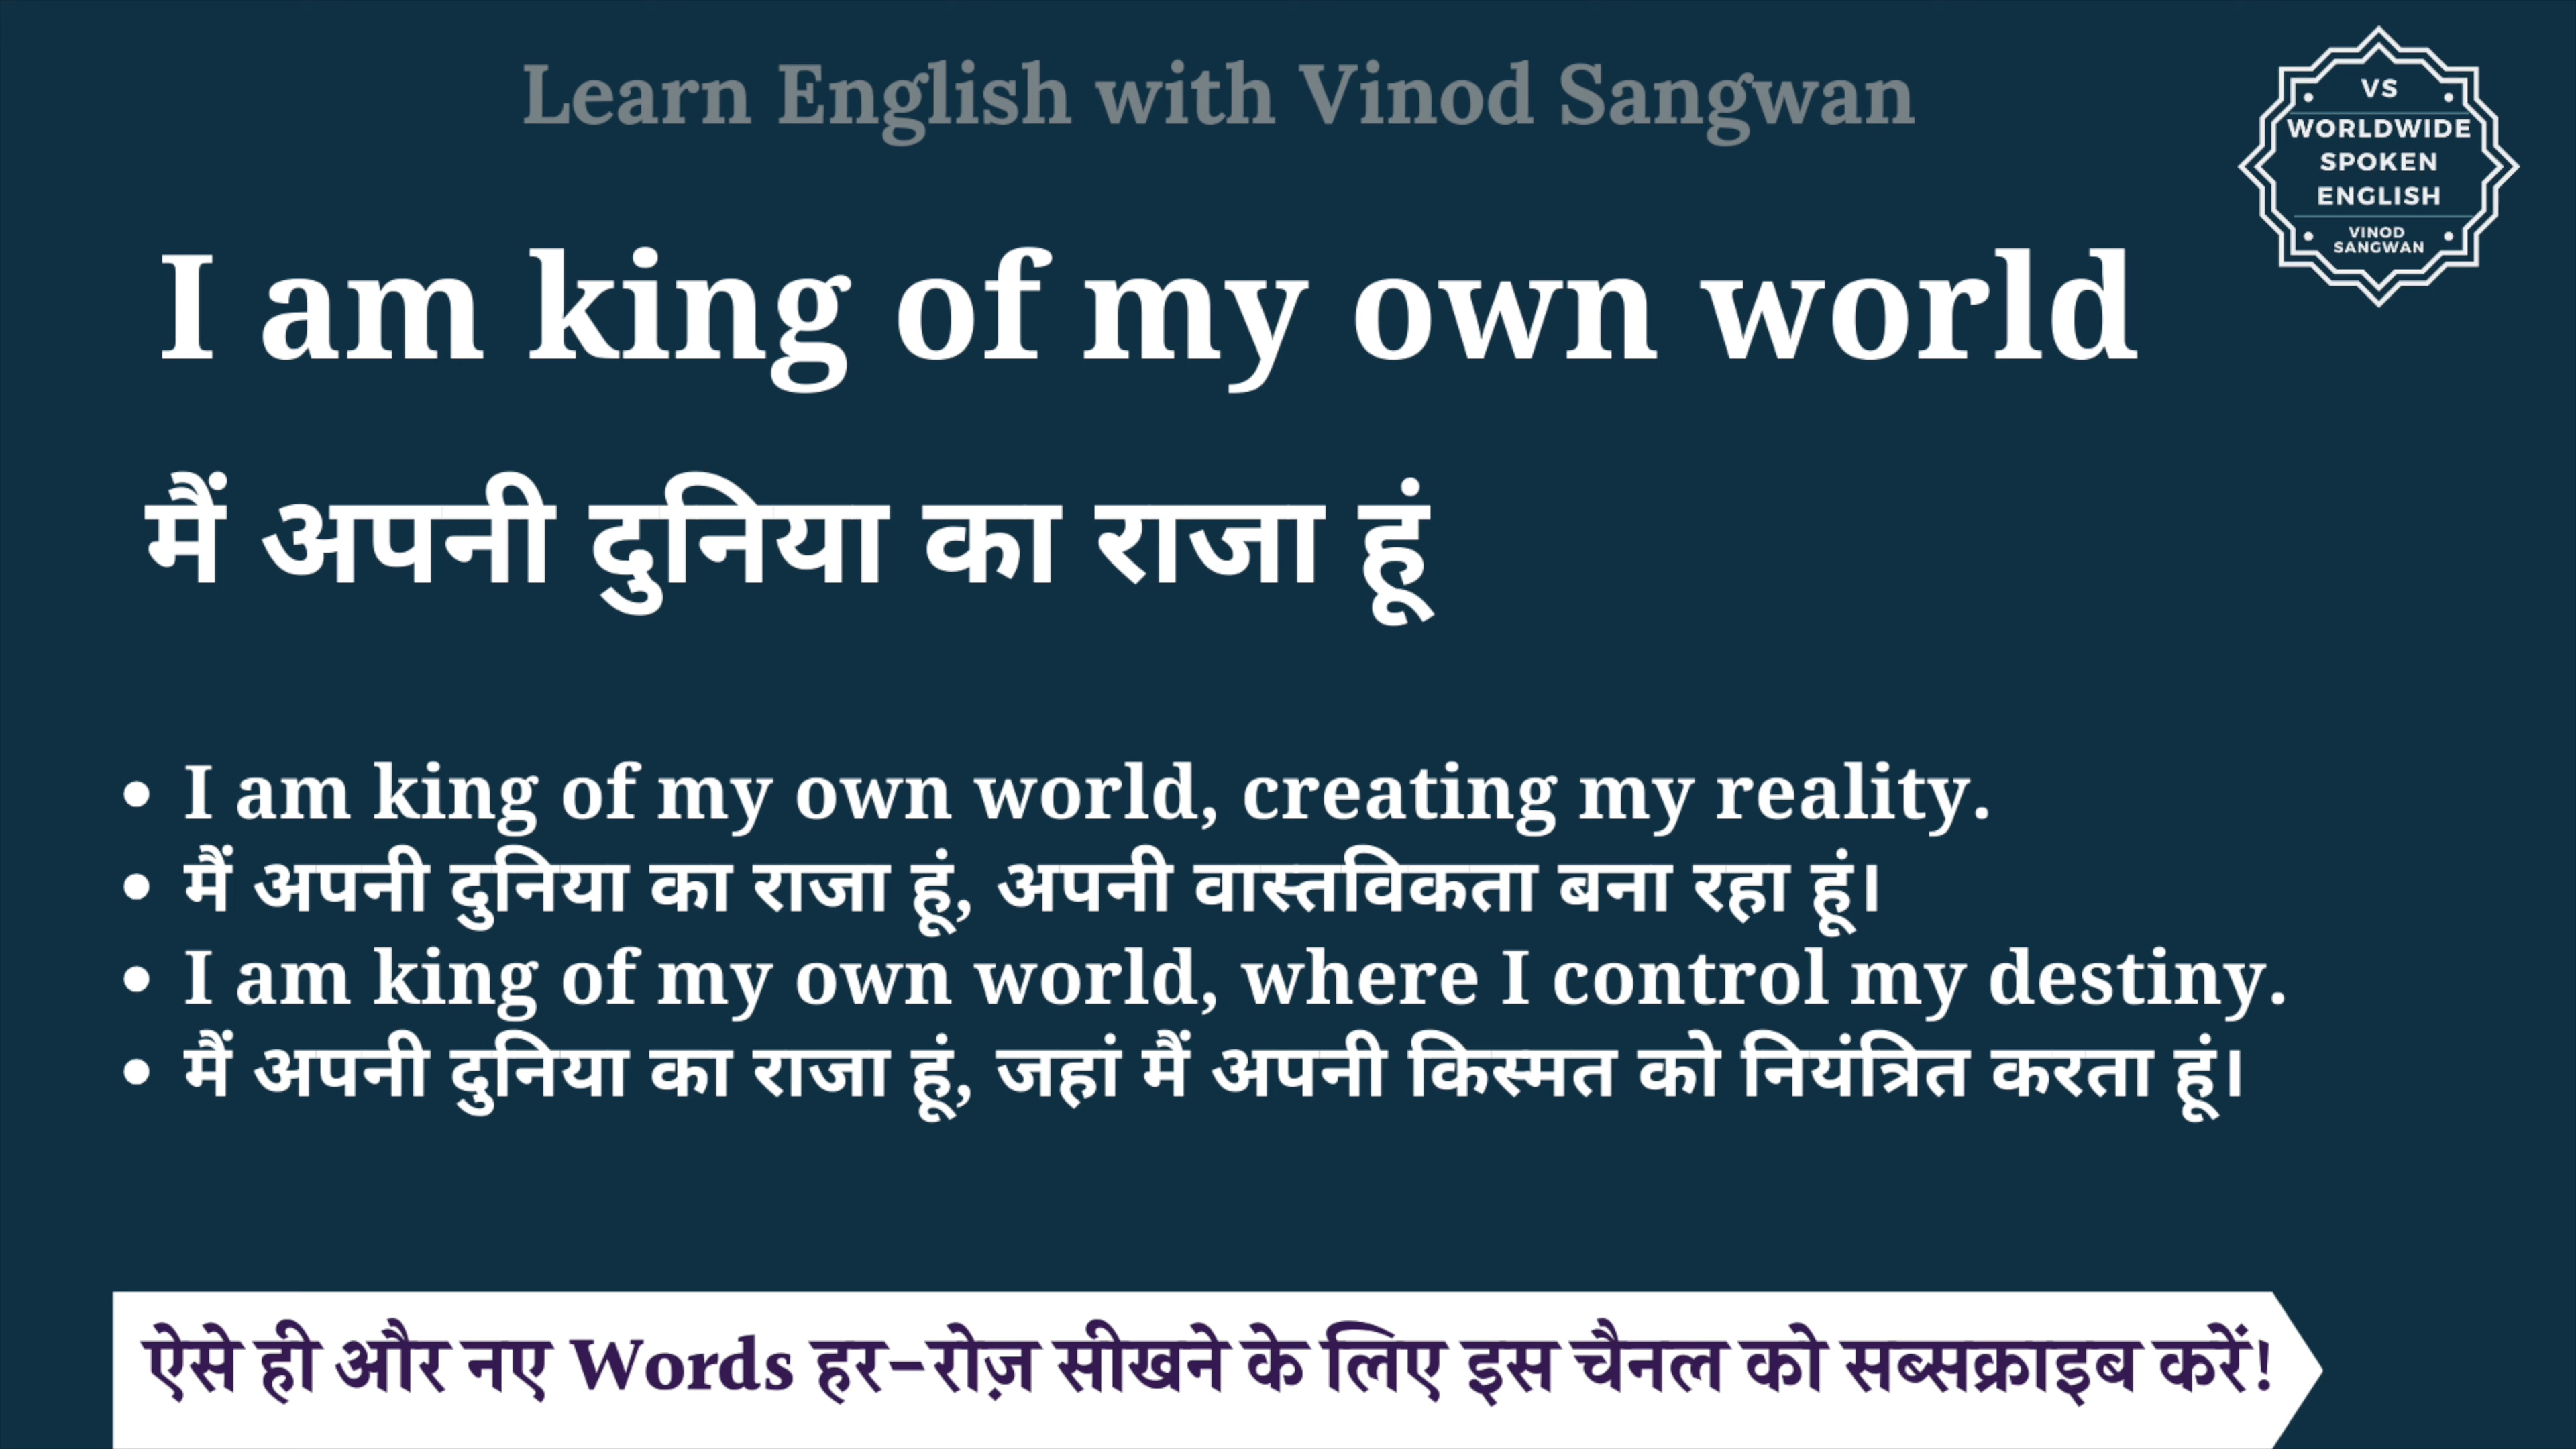 Learn English with Vinod Sangwan
VS
WORLDWIDE
SPOKEN
ENGLISH
VINOD
SANGWAN
I am king of my own world
मैं अपनी दुनिया का राजा हूं
• I am king of my own world, creating my reality.
• मैं अपनी दुनिया का राजा हूं, अपनी वास्तविकता बना रहा हूं।
• I am king of my own world, where I control my destiny.
• मैं अपनी दुनिया का राजा हूं, जहां मैं अपनी किस्मत को नियंत्रित करता हूं।
ऐसे ही और नए Words हर-रोज़ सीखने के लिए इस चैनल को सब्सक्राइब करें!